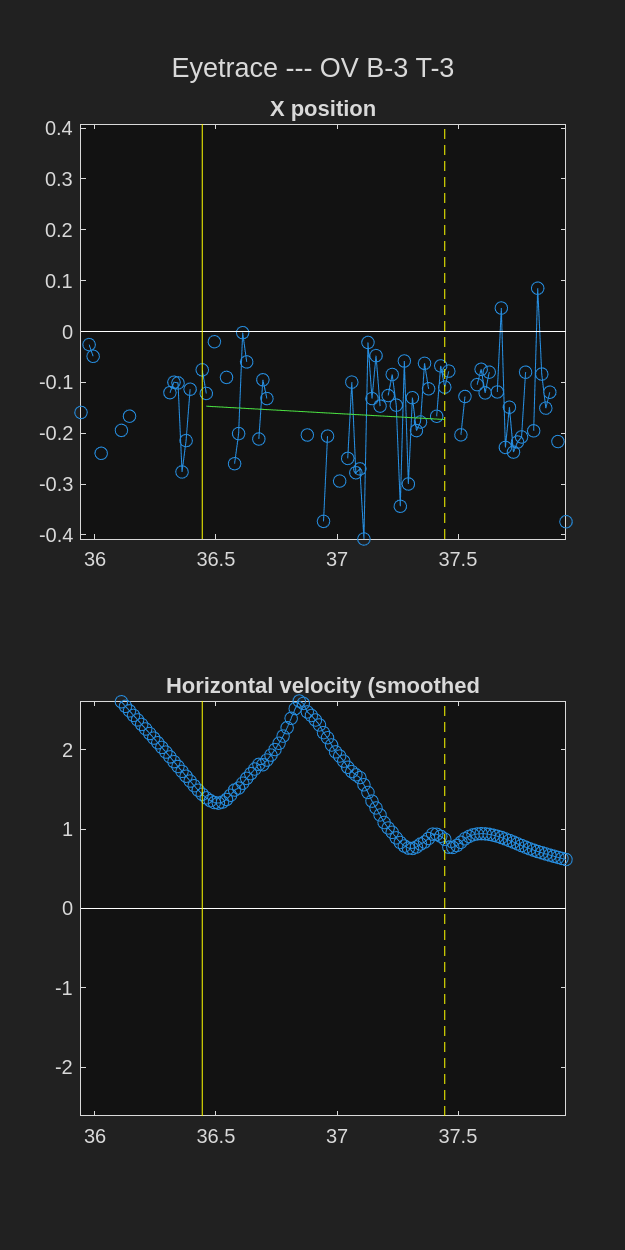 Eyetrace --- OV B-3 T-3
X position
0.4
0.3
0.2
0.1
0
-0.1
-0.2
-0.3
-0.4
36 36.5 37 37.5
Horizontal velocity (smoothed
2
1
0
-1
-2
36 36.5 37 37.5